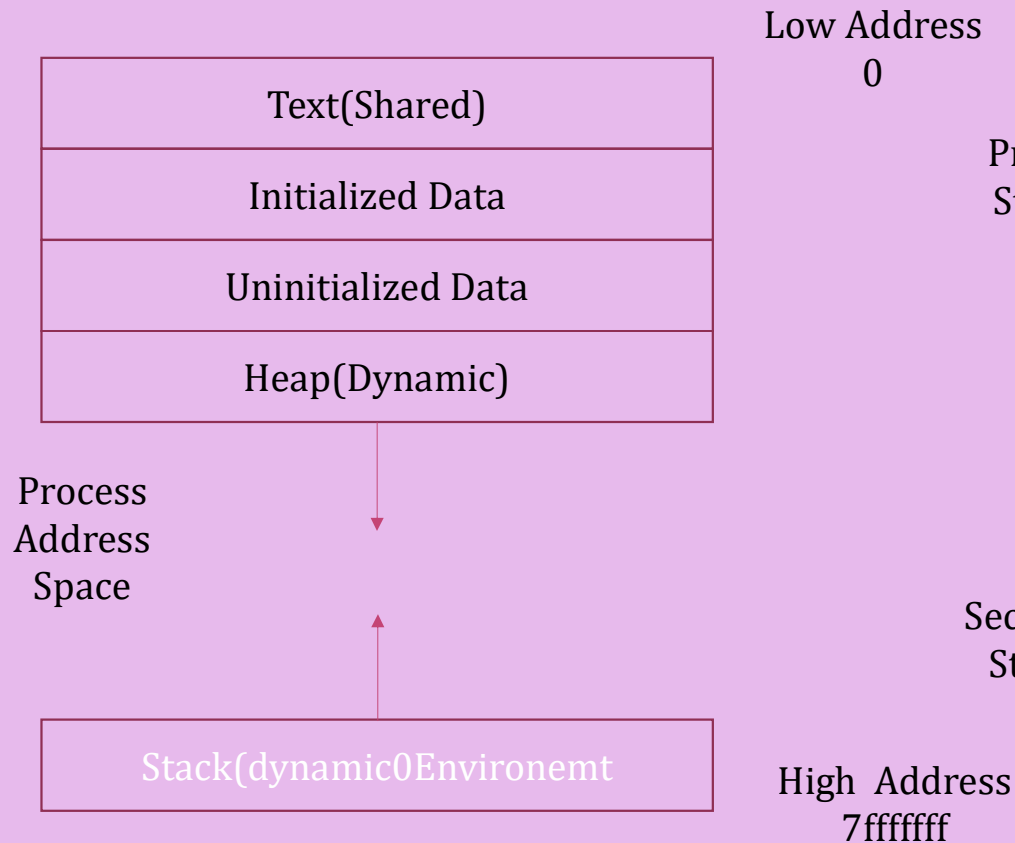 Low Address
0
Text(Shared)
Initialized Data
Uninitialized Data
Heap(Dynamic)
Process
Address
Space
Stack(dynamic0Environemt
High Address
7fffffff